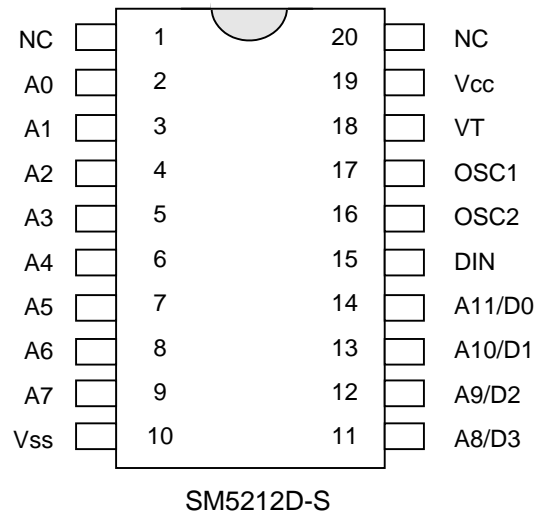 NC 1 20 NC
A0 2 19 Vcc
A1 3 18 VT
A2 4 17 OSC1
A3 5 16 OSC2
A4 6 15 DIN
A5 7 14 A11/D0
A6 8 13 A10/D1
A7 9 12 A9/D2
Vss 10 11 A8/D3
SM5212D-S